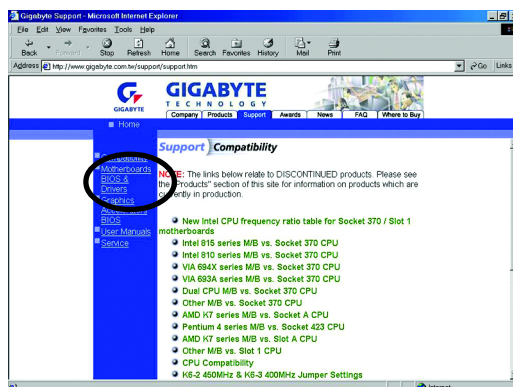 Gigabyte Support - Microsoft Internet Explorer
File Edit View Favorites Tools Help
Back Forward Stop Refresh Home Search Favorites History Mail Print
Address http://www.gigabyte.com.tw/support/support.htm Go Links
GIGABYTE
GIGABYTE
TECHNOLOGY
Company Products Support Awards News FAQ Where to Buy
Home
Support Compatibility
Motherboards
BIOS &
Drivers
Graphics
Accelerators
BIOS
User Manuals
Service
NOTE: The links below relate to DISCONTINUED products. Please see
the "Products" section of this site for information on products which are
currently in production.
New Intel CPU frequency ratio table for Socket 370 / Slot 1
motherboards
Intel 815 series M/B vs. Socket 370 CPU
Intel 810 series M/B vs. Socket 370 CPU
VIA 694X series M/B vs. Socket 370 CPU
VIA 693A series M/B vs. Socket 370 CPU
Dual CPU M/B vs. Socket 370 CPU
Other M/B vs. Socket 370 CPU
AMD K7 series M/B vs. Socket A CPU
Pentium 4 series M/B vs. Socket 423 CPU
AMD K7 series M/B vs. Slot A CPU
Other M/B vs. Slot 1 CPU
CPU Compatibility
K6-2 450MHz & K6-3 400MHz Jumper Settings
Internet